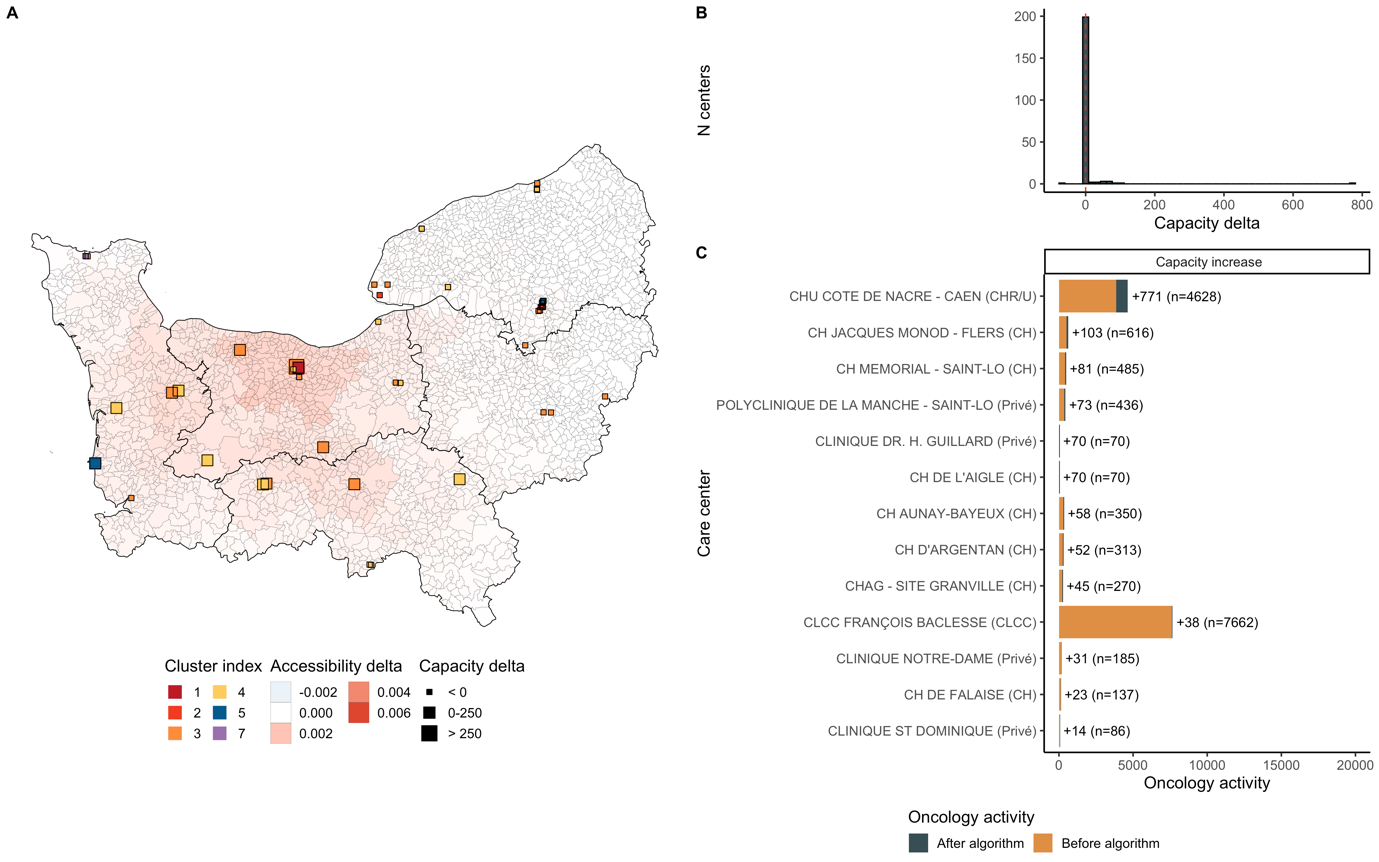 A
Cluster index Accessibility delta Capacity delta
1 4 -0.002 0.004 < 0
2 5 0.000 0.006 0-250
3 7 0.002 > 250
B
N centers
200
150
100
50
0
0 200 400 600 800
Capacity delta
C
Capacity increase
Care center
CHU COTE DE NACRE - CAEN (CHR/U) +771 (n=4628)
CH JACQUES MONOD - FLERS (CH) +103 (n=616)
CH MEMORIAL - SAINT-LO (CH) +81 (n=485)
POLYCLINIQUE DE LA MANCHE - SAINT-LO (Privé) +73 (n=436)
CLINIQUE DR. H. GUILLARD (Privé) +70 (n=70)
CH DE L'AIGLE (CH) +70 (n=70)
CH AUNAY-BAYEUX (CH) +58 (n=350)
CH D'ARGENTAN (CH) +52 (n=313)
CHAG - SITE GRANVILLE (CH) +45 (n=270)
CLCC FRANÇOIS BACLESSE (CLCC) +38 (n=7662)
CLINIQUE NOTRE-DAME (Privé) +31 (n=185)
CH DE FALAISE (CH) +23 (n=137)
CLINIQUE ST DOMINIQUE (Privé) +14 (n=86)
0 5000 10000 15000 20000
Oncology activity
Oncology activity
After algorithm Before algorithm